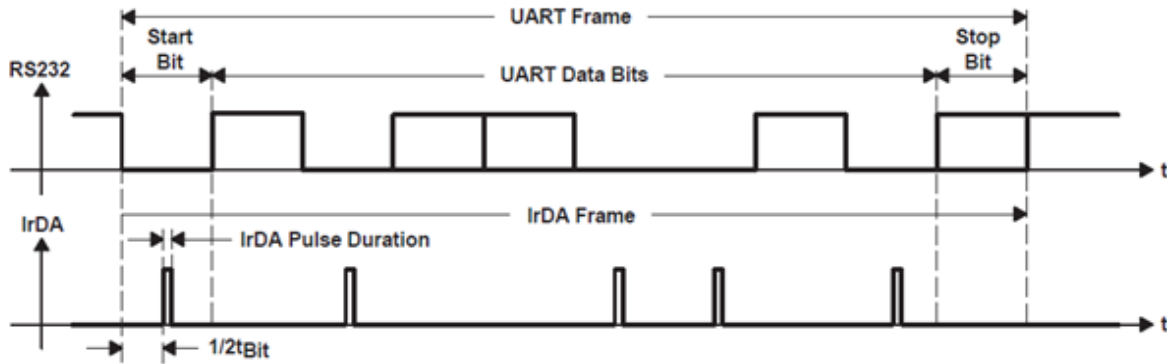 UART Frame
Start
Bit
Stop
Bit
RS232
UART Data Bits
t
IrDA Frame
IrDA
IrDA Pulse Duration
t
1/2tBit